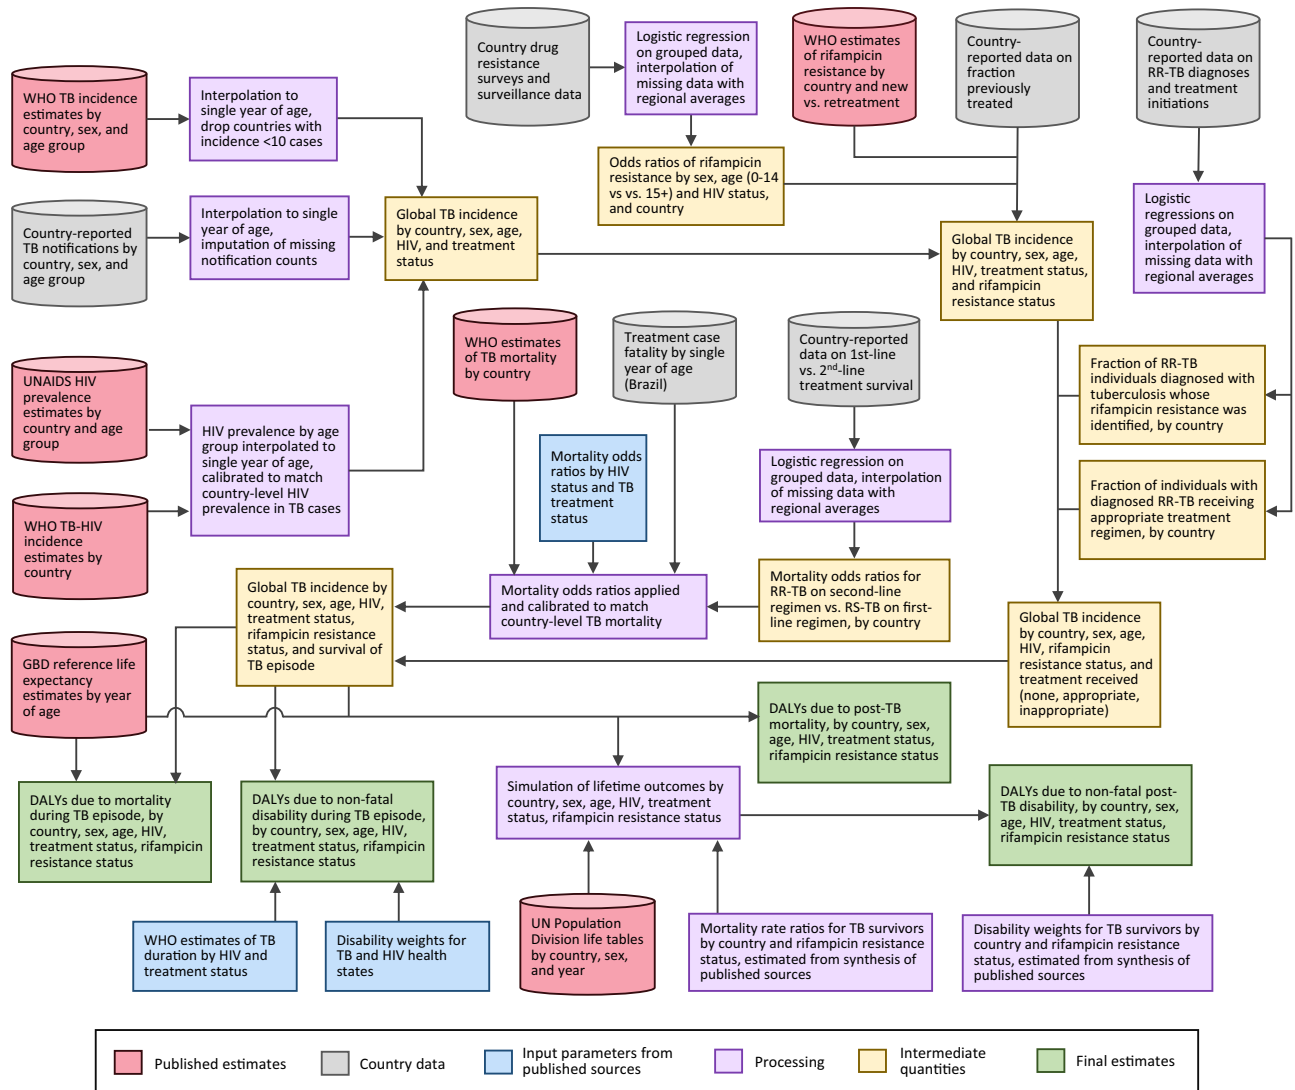 Country drug
resistance surveys and
surveillance data
Logistic regression
on grouped data,
interpolation of
missing data with
regional averages
WHO estimates
of rifampicin
resistance by
country and new
vs. retreatment
Country-
reported data on
fraction
previously
treated
Country-
reported data on
RR-TB diagnoses
and treatment
initiations
WHO TB incidence
estimates by
country, sex, and
age group
Interpolation to
single year of age,
drop countries with
incidence <10 cases
Odds ratios of rifampicin
resistance by sex, age (0-14
vs vs. 15+) and HIV status,
and country
Logistic
regressions on
grouped data,
interpolation of
missing data with
regional averages
Country-reported
TB notifications by
country, sex, and
age group
Interpolation to single
year of age,
imputation of missing
notification counts
Global TB incidence
by country, sex, age,
HIV, and treatment
status
Global TB incidence
by country, sex, age,
HIV, treatment status,
and rifampicin
resistance status
WHO estimates
of TB mortality
by country
Treatment case
fatality by single
year of age
(Brazil)
Country-reported
data on 1st-line
vs. 2nd-line
treatment survival
Fraction of RR-TB
individuals diagnosed with
tuberculosis whose
rifampicin resistance was
identified, by country
UNAIDS HIV
prevalence
estimates by
country and age
group
HIV prevalence by age
group interpolated to
single year of age,
calibrated to match
country-level HIV
prevalence in TB cases
Mortality odds
ratios by HIV
status and TB
treatment
status
Logistic regression on
grouped data, interpolation
of missing data with
regional averages
Fraction of individuals with
diagnosed RR-TB receiving
appropriate treatment
regimen, by country
WHO TB-HIV
incidence
estimates by
country
Global TB incidence by
country, sex, age, HIV,
treatment status,
rifampicin resistance
status, and survival of
TB episode
Mortality odds ratios applied
and calibrated to match
country-level TB mortality
Mortality odds ratios for
RR-TB on second-line
regimen vs. RS-TB on first-
line regimen, by country
Global TB incidence
by country, sex, age,
HIV, rifampicin
resistance status, and
treatment received
(none, appropriate,
inappropriate)
GBD reference life
expectancy
estimates by year
of age
DALYs due to post-TB
mortality, by country, sex,
age, HIV, treatment status,
rifampicin resistance status
DALYs due to mortality
during TB episode, by
country, sex, age, HIV,
treatment status, rifampicin
resistance status
DALYs due to non-fatal
disability during TB episode,
by country, sex, age, HIV,
treatment status, rifampicin
resistance status
Simulation of lifetime outcomes by
country, sex, age, HIV, treatment
status, rifampicin resistance status
DALYs due to non-fatal post-
TB disability, by country, sex,
age, HIV, treatment status,
rifampicin resistance status
WHO estimates of TB
duration by HIV and
treatment status
Disability weights for
TB and HIV health
states
UN Population
Division life tables
by country, sex,
and year
Mortality rate ratios for TB survivors
by country and rifampicin resistance
status, estimated from synthesis of
published sources
Disability weights for TB survivors by
country and rifampicin resistance
status, estimated from synthesis of
published sources
Published estimates
Country data
Input parameters from
published sources
Processing
Intermediate
quantities
Final estimates